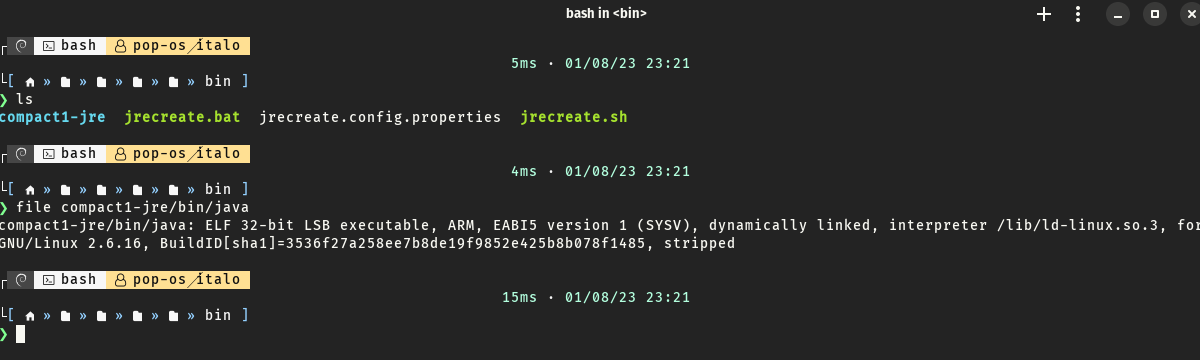 bash in <bin>
bash pop-os/italo
5ms · 01/08/23 23:21
[ » » » » » bin ]
❯ ls
compact1-jre jrecreate.bat jrecreate.config.properties jrecreate.sh
bash pop-os/italo
4ms · 01/08/23 23:21
[ » » » » » bin ]
❯ file compact1-jre/bin/java
compact1-jre/bin/java: ELF 32-bit LSB executable, ARM, EABI5 version 1 (SYSV), dynamically linked, interpreter /lib/ld-linux.so.3, for
GNU/Linux 2.6.16, BuildID[sha1]=3536f27a258ee7b8de19f9852e425b8b078f1485, stripped
bash pop-os/italo
15ms · 01/08/23 23:21
[ » » » » » bin ]
❯